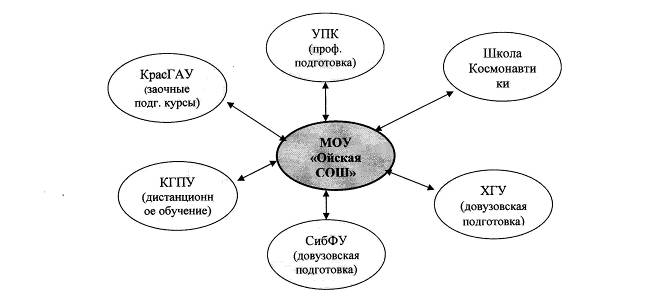 УПК
(проф.
подготовка)
Школа
Космонавти
ки
КрасГАУ
(заочные
подг. курсы)
МОУ
«Ойская
СОШ»
КГПУ
(дистанционн
ое обучение)
ХГУ
(довузовская
подготовка)
СибФУ
(довузовская
подготовка)